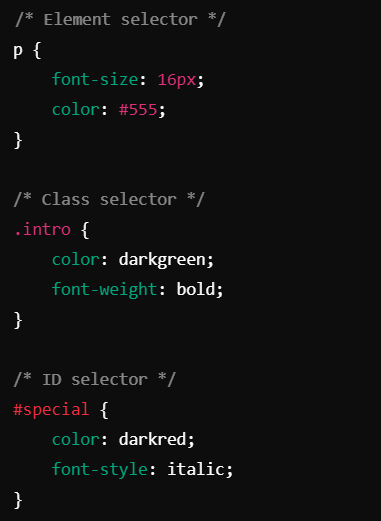 /* Element selector */
p {
    font-size: 16px;
    color: #555;
}

/* Class selector */
.intro {
    color: darkgreen;
    font-weight: bold;
}

/* ID selector */
#special {
    color: darkred;
    font-style: italic;
}